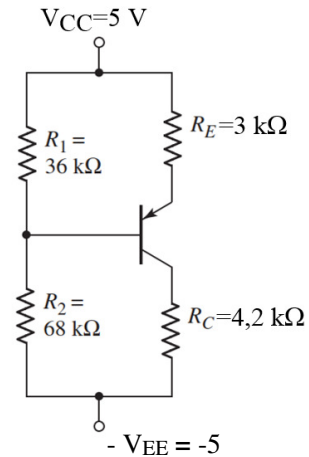 VCC=5 V
R1 =
36 kΩ
RE=3 kΩ
R2 =
68 kΩ
RC=4,2 kΩ
- VEE = -5